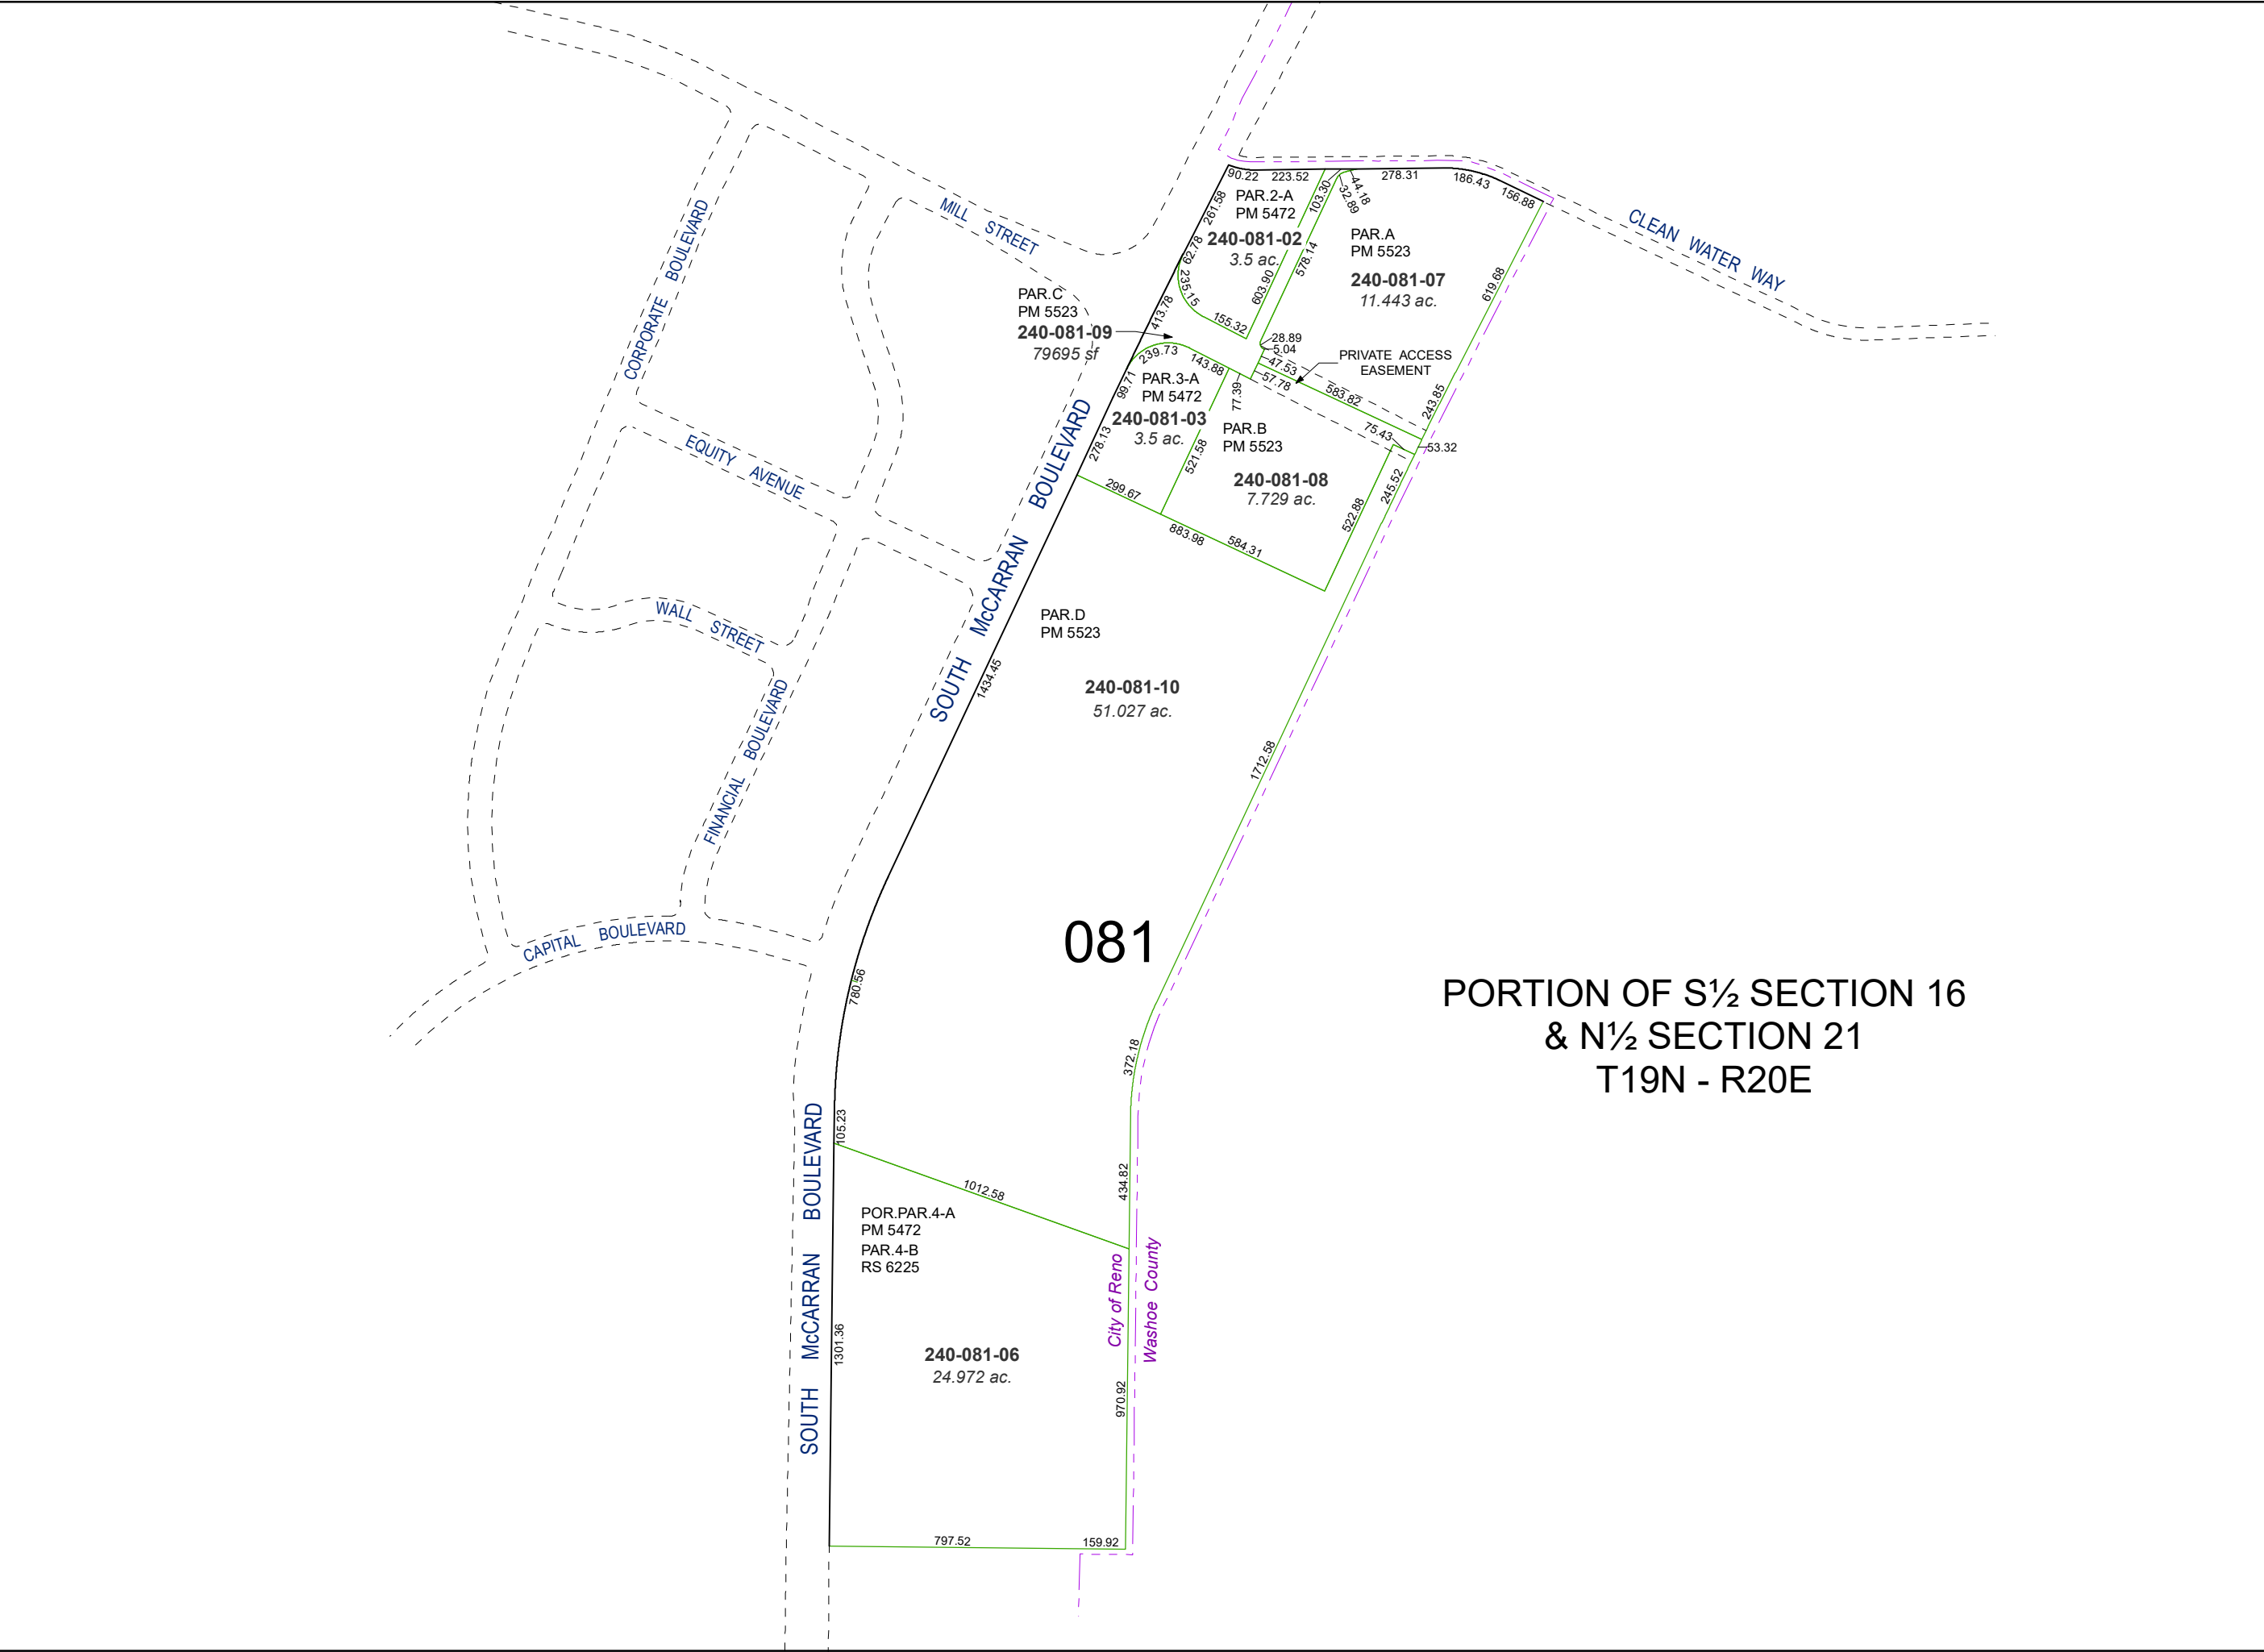 MILL STREET
CORPORATE BOULEVARD
EQUITY AVENUE
WALL STREET
FINANCIAL BOULEVARD
CAPITAL BOULEVARD
SOUTH McCARRAN BOULEVARD
SOUTH McCARRAN BOULEVARD
CLEAN WATER WAY
90.22
223.52
103.30
44.18
32.89
278.31
186.43
156.88
261.58
PAR.2-A
PM 5472
240-081-02
3.5 ac.
62.78
235.15
155.32
603.90
578.14
PAR.A
PM 5523
240-081-07
11.443 ac.
619.68
PAR.C
PM 5523
240-081-09
79695 sf
413.78
239.73
143.88
28.89
5.04
47.53
57.78
PRIVATE ACCESS
EASEMENT
583.82
243.85
99.71
PAR.3-A
PM 5472
240-081-03
3.5 ac.
278.13
77.39
PAR.B
PM 5523
240-081-08
7.729 ac.
521.58
75.43
53.32
245.52
522.88
299.67
883.98
584.31
PAR.D
PM 5523
1434.45
240-081-10
51.027 ac.
1712.58
081
780.56
372.18
105.23
434.82
1012.58
PORTION OF S½ SECTION 16
& N½ SECTION 21
T19N - R20E
POR.PAR.4-A
PM 5472
PAR.4-B
RS 6225
City of Reno
Washoe County
1301.36
240-081-06
24.972 ac.
970.92
797.52
159.92